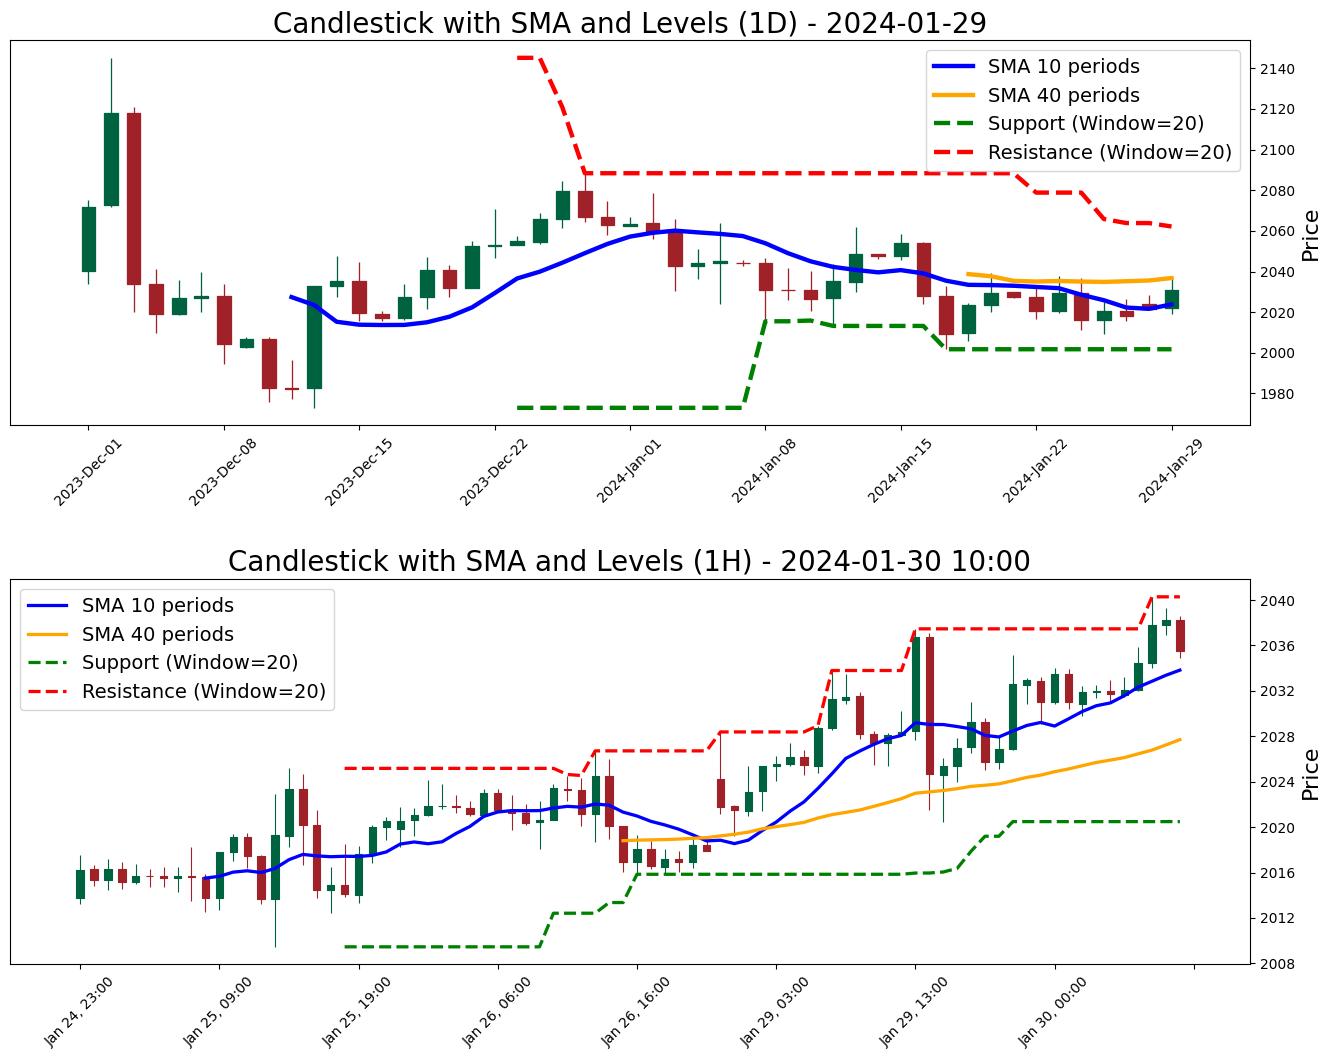 Candlestick with SMA and Levels (1D) - 2024-01-29
SMA 10 periods
SMA 40 periods
Support (Window=20)
Resistance (Window=20)
2140
2120
2100
2080
2060
2040
2020
2000
1980
Price
2023-Dec-01
2023-Dec-08
2023-Dec-15
2023-Dec-22
2024-Jan-01
2024-Jan-08
2024-Jan-15
2024-Jan-22
2024-Jan-29
Candlestick with SMA and Levels (1H) - 2024-01-30 10:00
SMA 10 periods
SMA 40 periods
Support (Window=20)
Resistance (Window=20)
2040
2036
2032
2028
2024
2020
2016
2012
2008
Price
Jan 24, 23:00
Jan 25, 09:00
Jan 25, 19:00
Jan 26, 06:00
Jan 26, 16:00
Jan 29, 03:00
Jan 29, 13:00
Jan 30, 00:00